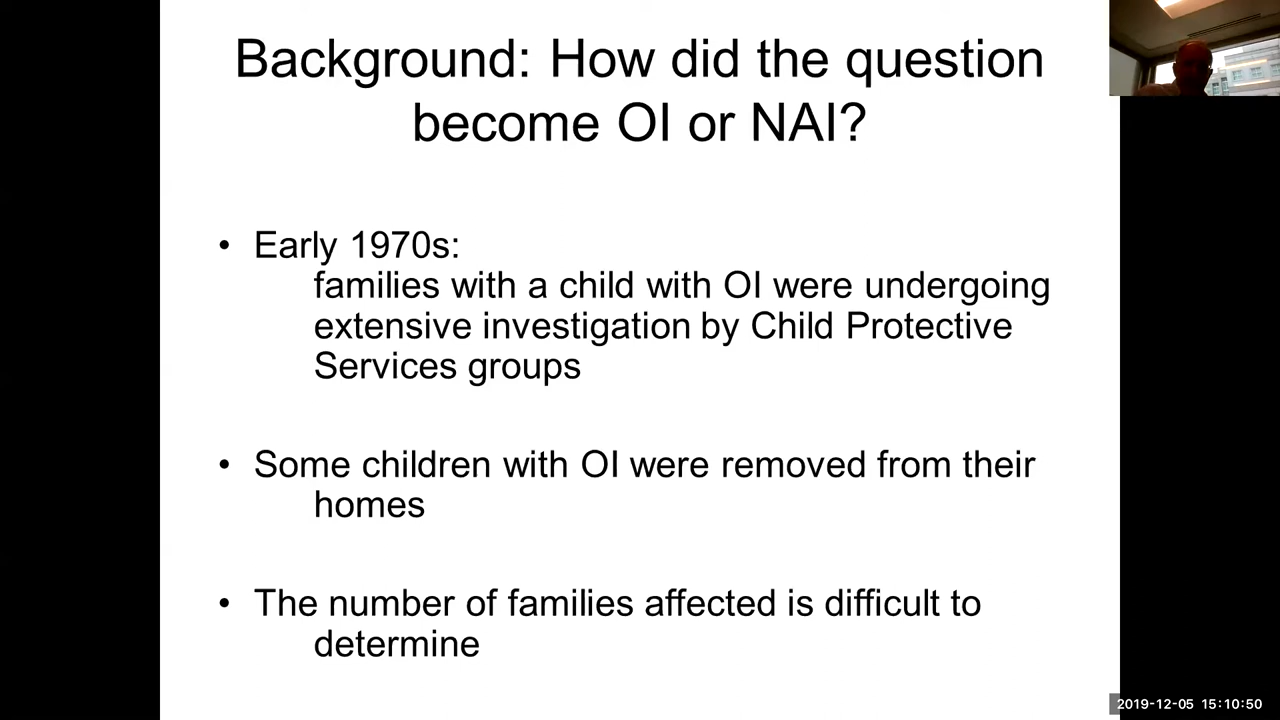 Background: How did the question
become OI or NAI?
• Early 1970s:
families with a child with OI were undergoing
extensive investigation by Child Protective
Services groups
• Some children with OI were removed from their
homes
• The number of families affected is difficult to
determine
2019-12-05 15:10:50